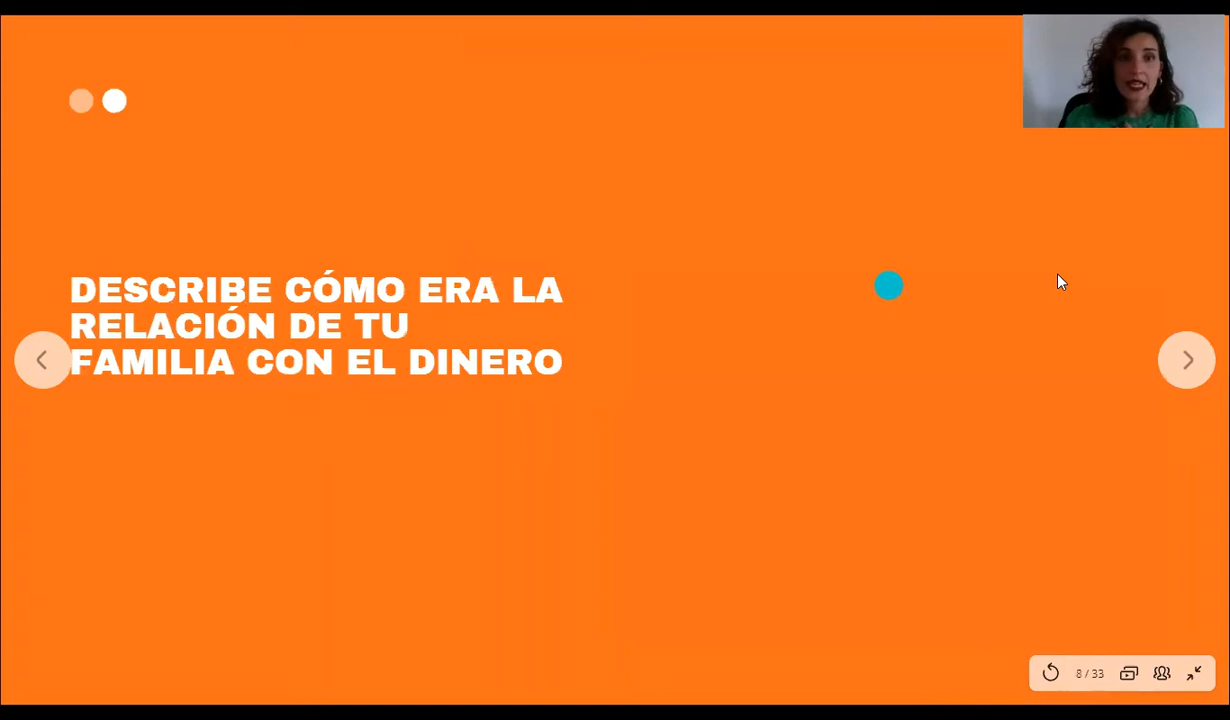 DESCRIBE CÓMO ERA LA
RELACIÓN DE TU
FAMILIA CON EL DINERO
8 / 33